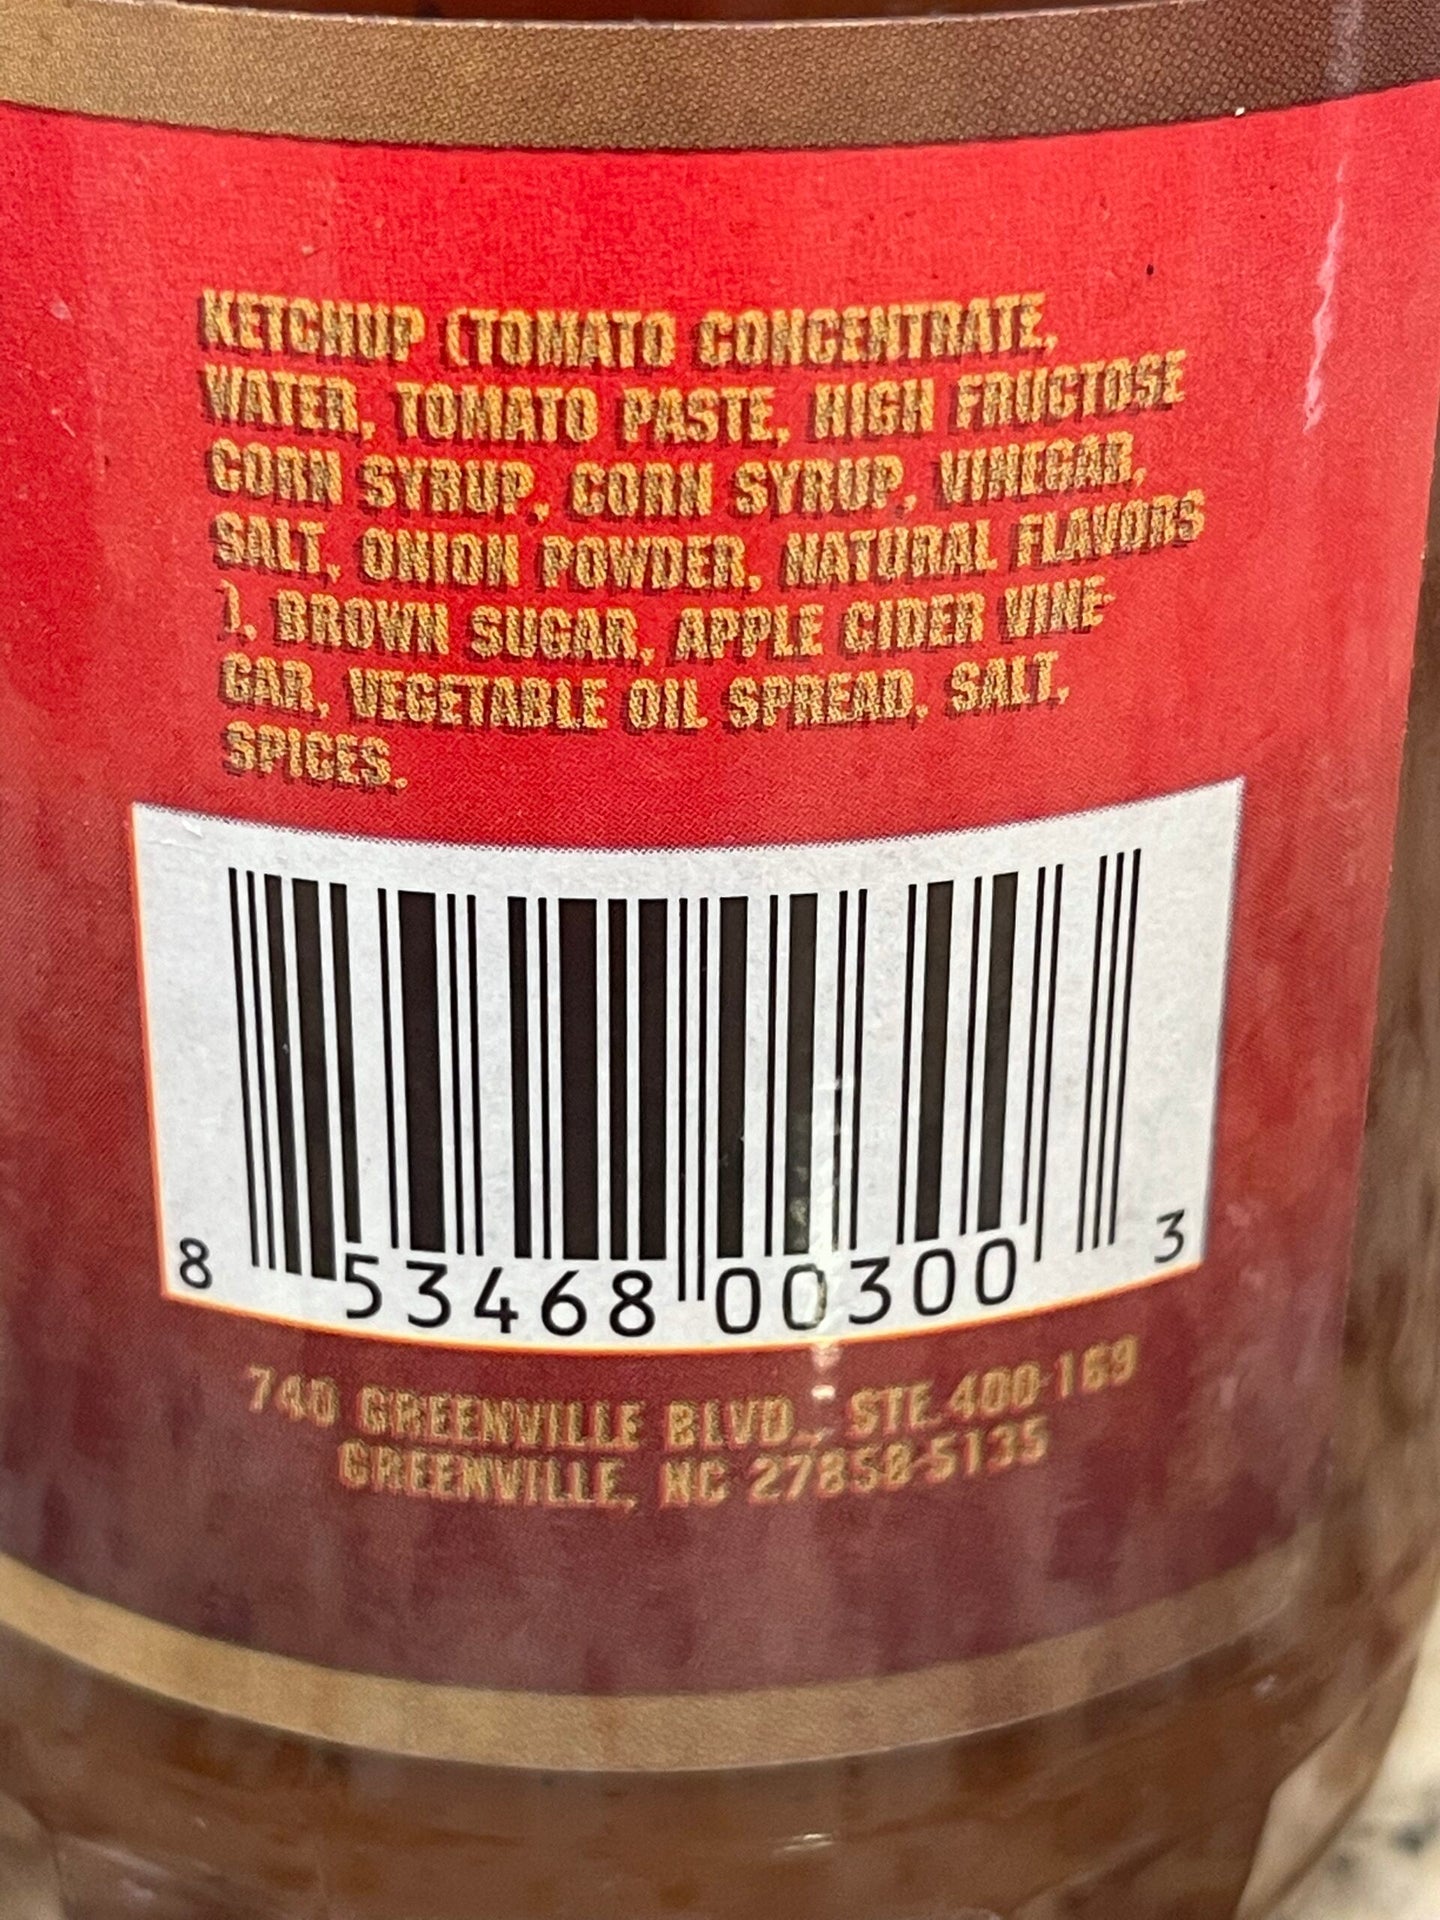 KETCHUP (TOMATO CONCENTRATE,
WATER, TOMATO PASTE, HIGH FRUCTOSE
CORN SYRUP, CORN SYRUP, VINEGAR,
SALT, ONION POWDER, NATURAL FLAVORS
), BROWN SUGAR, APPLE CIDER VINE-
GAR, VEGETABLE OIL SPREAD, SALT,
SPICES.
8 53468 00300 3
740 GREENVILLE BLVD., STE.400-169
GREENVILLE, NC 27858-5135